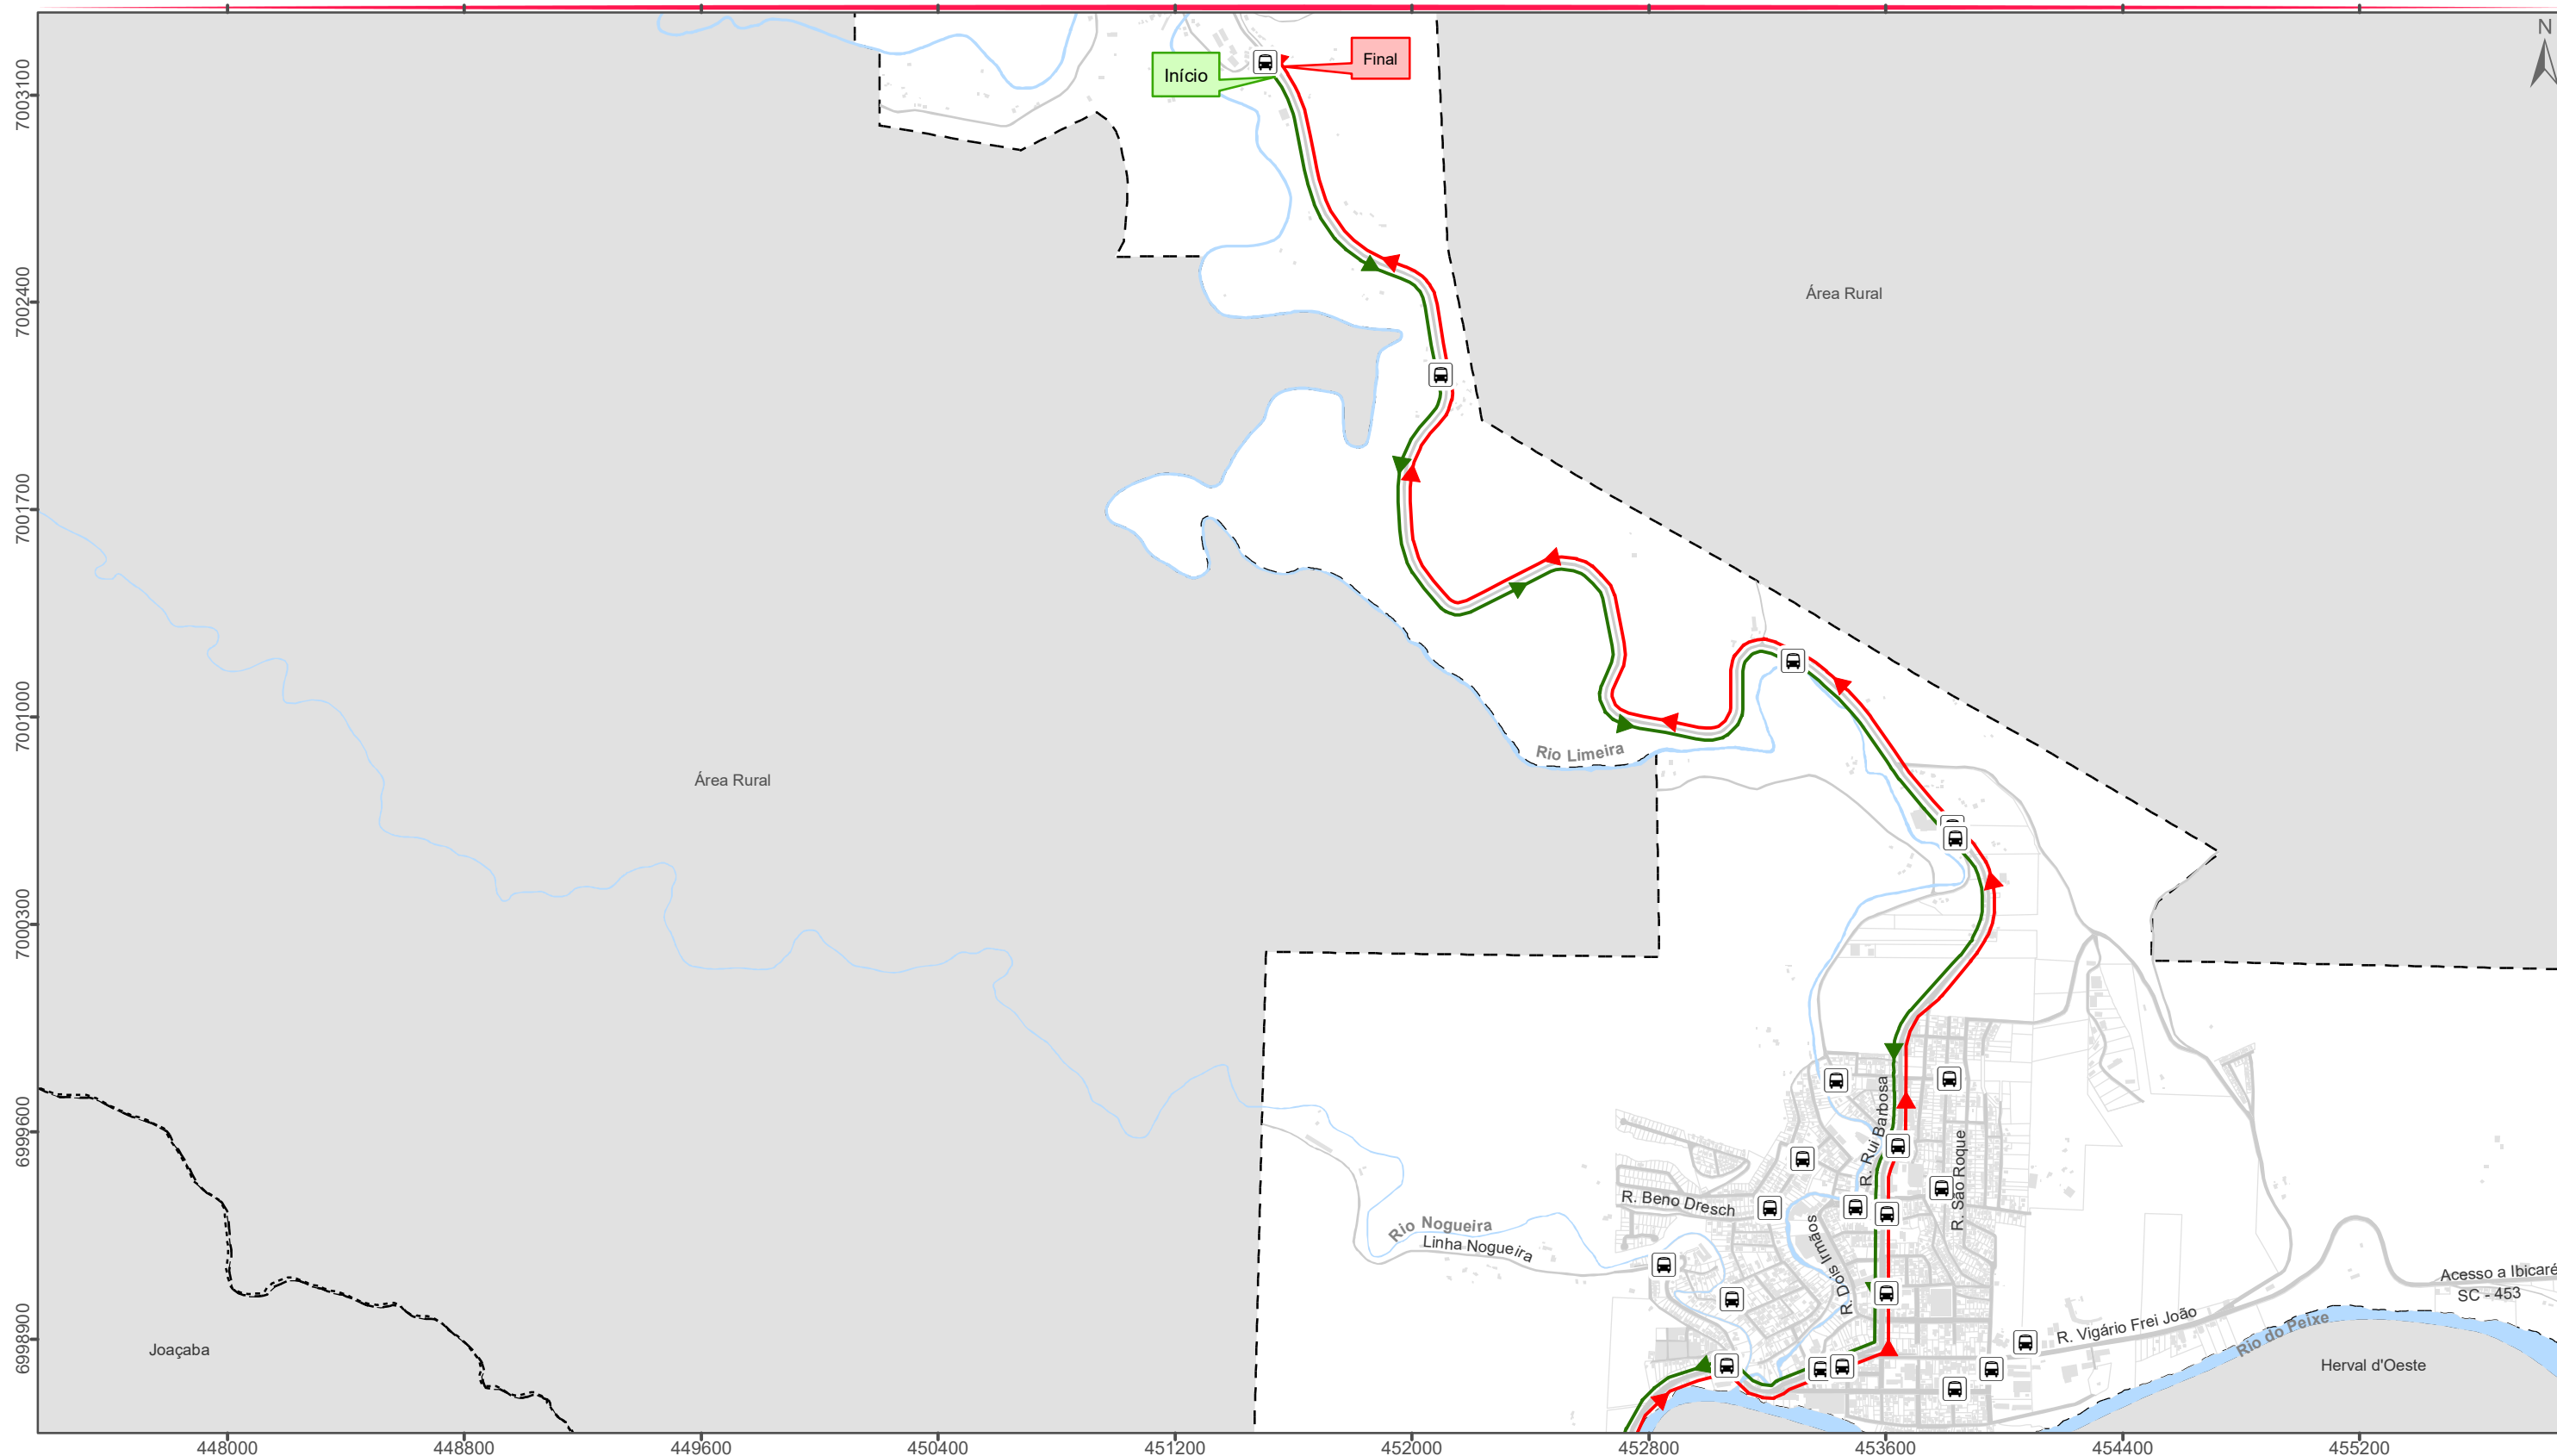 N
Início
Final
7003100
7002400
7001700
7001000
7000300
6999600
6998900
Área Rural
Área Rural
Rio Limeira
R. Rui Barbosa
R. São Roque
R. Beno Dresch
Rio Nogueira
Linha Nogueira
R. Dois Irmãos
Acesso a Ibicaré
SC - 453
R. Vigário Frei João
Rio do Peixe
Joaçaba
Herval d'Oeste
448000
448800
449600
450400
451200
452000
452800
453600
454400
455200